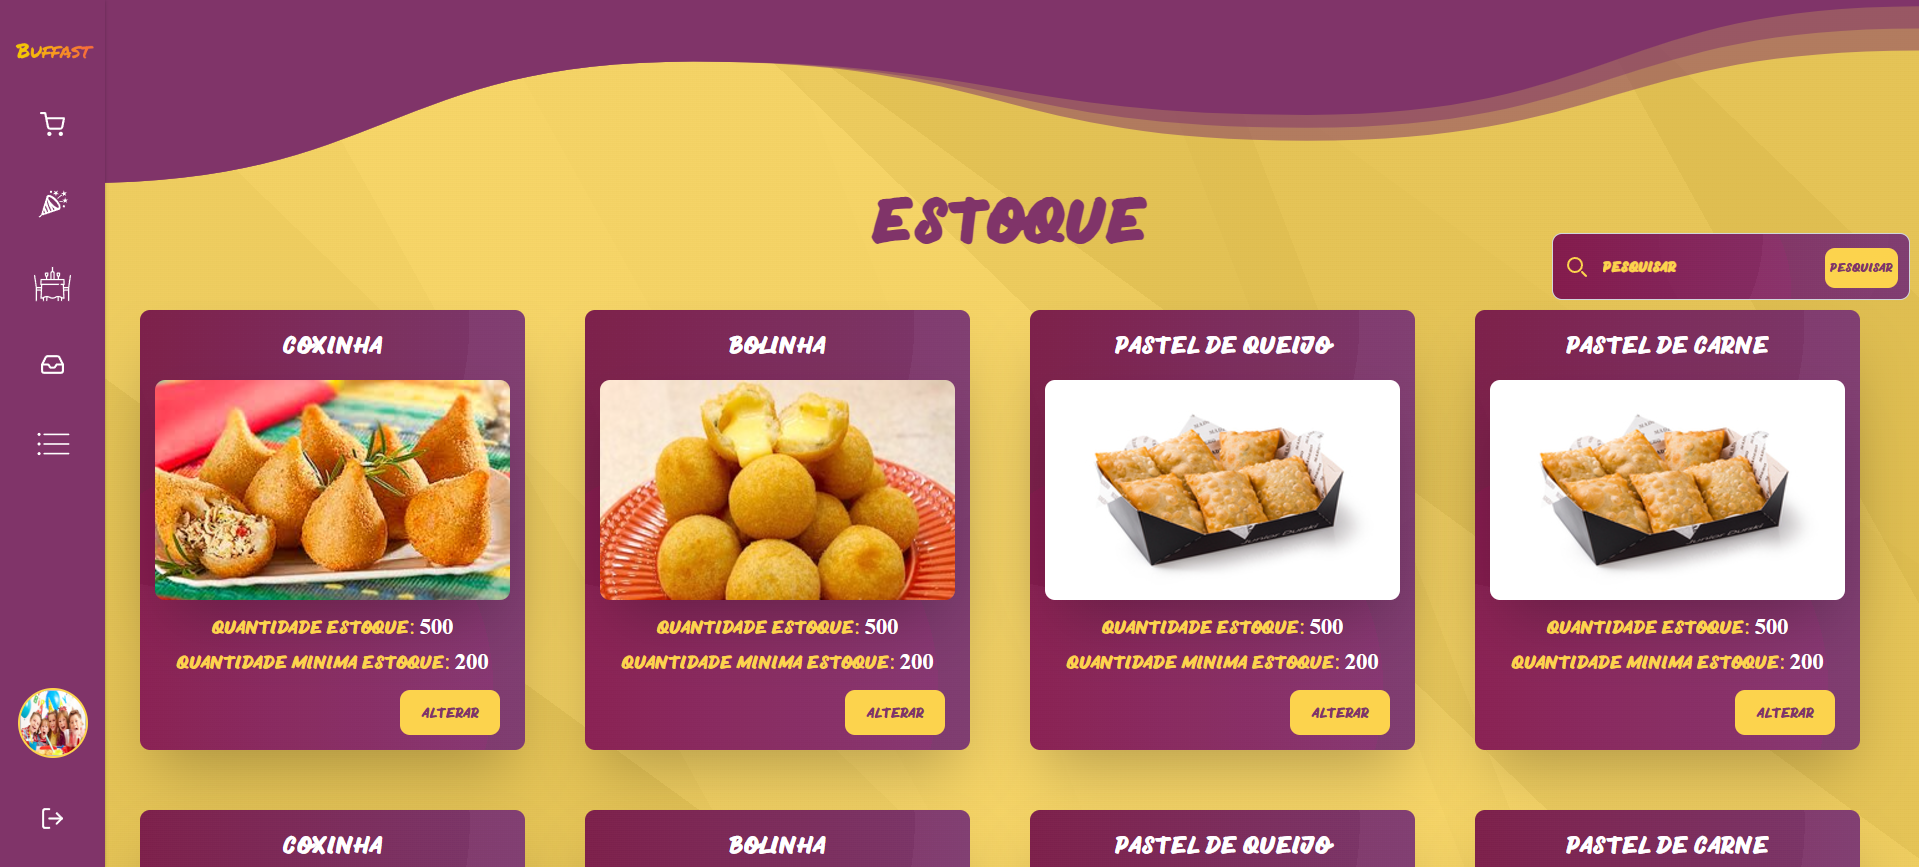 BUFFAST
ESTOQUE
PESQUISAR
PESQUISAR
COXINHA
QUANTIDADE ESTOQUE: 500
QUANTIDADE MINIMA ESTOQUE: 200
ALTERAR
BOLINHA
QUANTIDADE ESTOQUE: 500
QUANTIDADE MINIMA ESTOQUE: 200
ALTERAR
PASTEL DE QUEIJO
QUANTIDADE ESTOQUE: 500
QUANTIDADE MINIMA ESTOQUE: 200
ALTERAR
PASTEL DE CARNE
QUANTIDADE ESTOQUE: 500
QUANTIDADE MINIMA ESTOQUE: 200
ALTERAR
COXINHA
BOLINHA
PASTEL DE QUEIJO
PASTEL DE CARNE